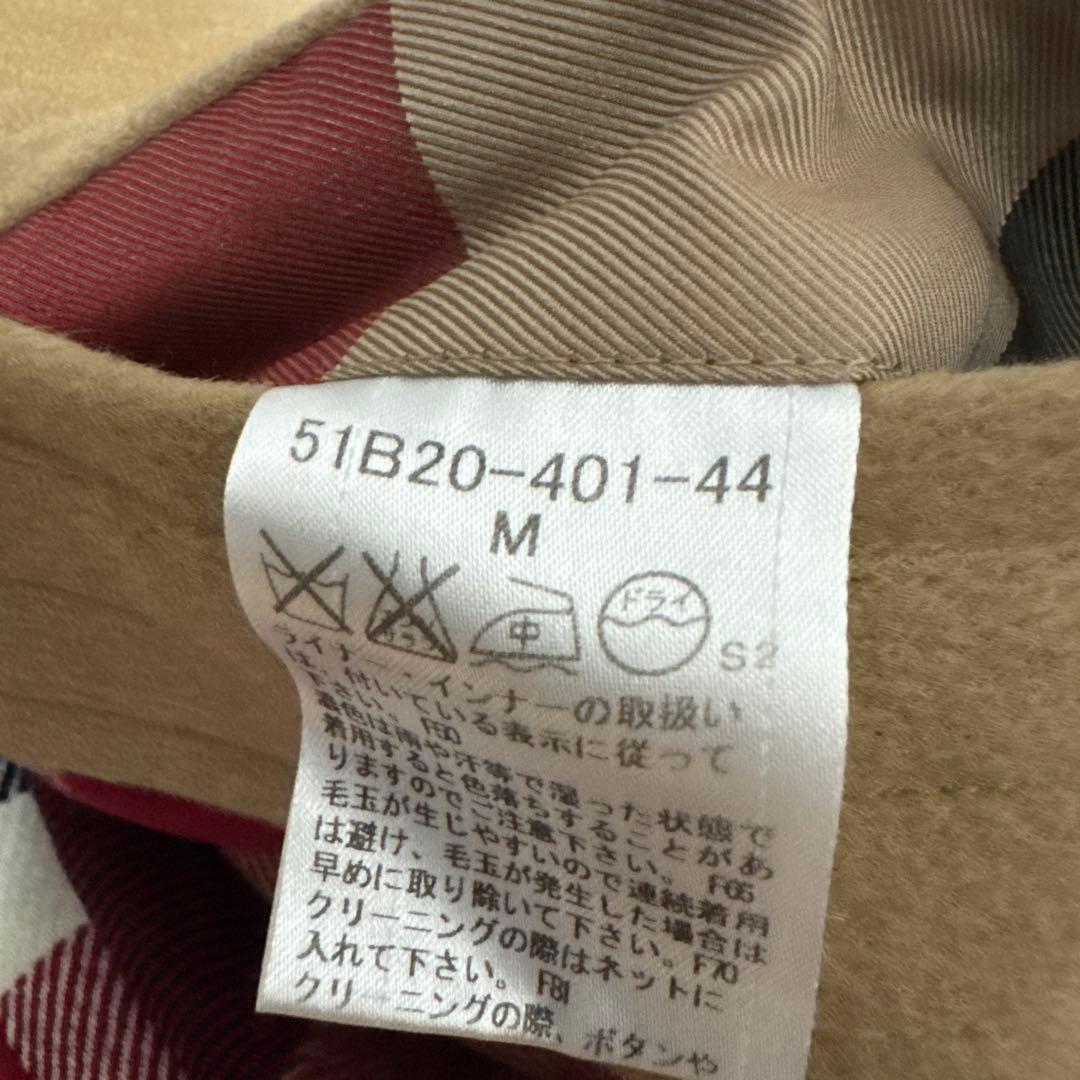 51B20-401-44
M
中
ドライ
S2
ライナー・インナーの取扱い
は、付いている表示に従って
下さい。 F50
着色は雨や汗等で湿った状態で
着用すると色落ちすることがあ
りますのでご注意下さい。 F65
毛玉が生じやすいので連続着用
は避け、毛玉が発生した場合は
早めに取り除いて下さい。 F70
クリーニングの際はネットに
入れて下さい。 F81
クリーニングの際、ボタンや